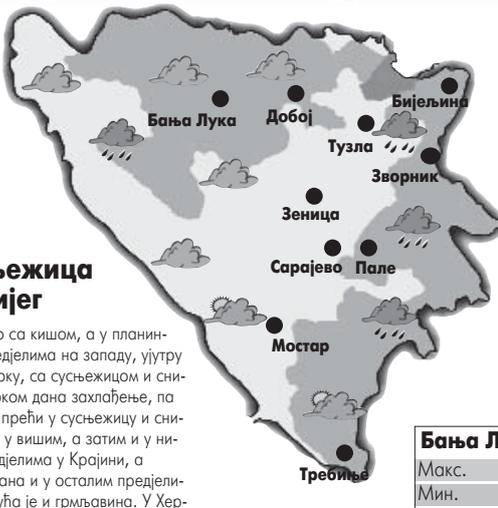 Бијељина
Бања Лука
Добој
Тузла
Зворник
Зеница
Сарајево
Пале
Мостар
Требиње
њежица
ијег
о са кишом, а у планин-
едјелима на западу, ујутру
оку, са сусњежицом и сни-
оком дана захлађење, па
прећи у сусњежицу и сни-
у вишим, а затим и у ни-
дјелима у Крајини, а
ана и у осталим предјели-
ућа је и грмљавина. У Хер-
Бања Л
Макс.
Мин.